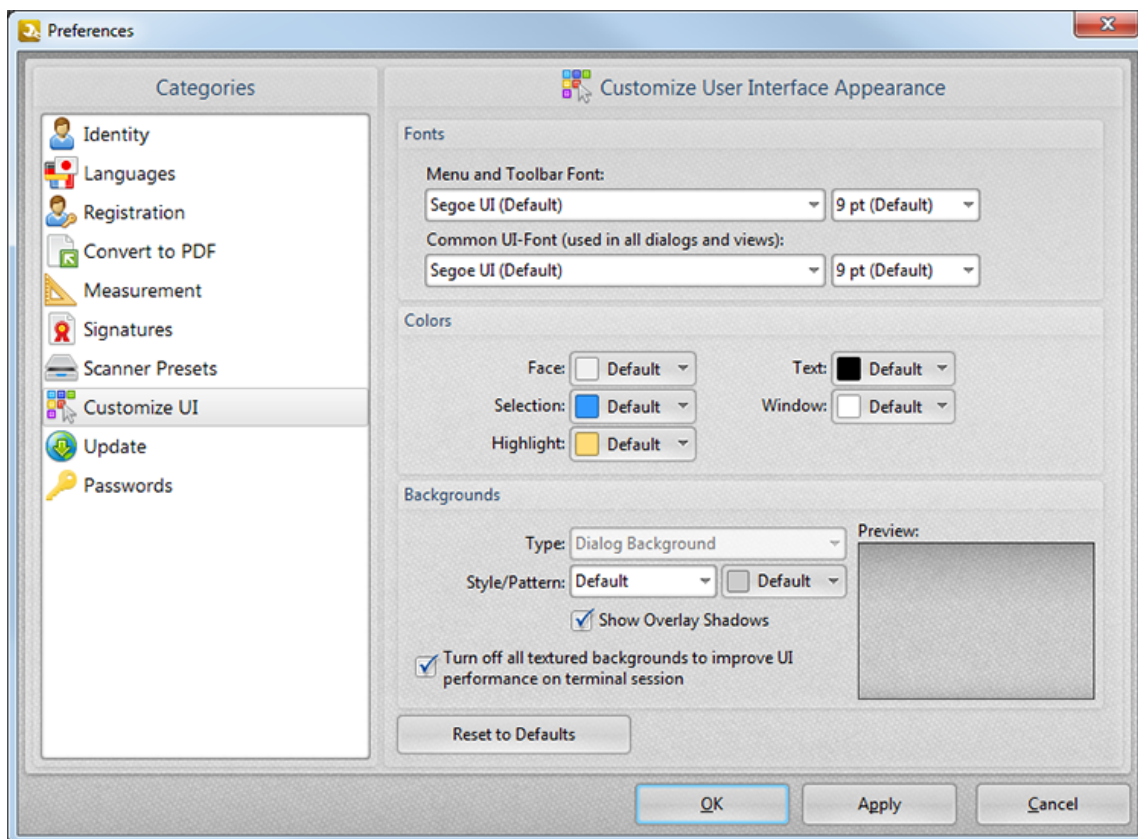 Preferences
Categories
Identity
Languages
Registration
Convert to PDF
Measurement
Signatures
Scanner Presets
Customize UI
Update
Passwords
Customize User Interface Appearance
Fonts
Menu and Toolbar Font:
Segoe UI (Default) 9 pt (Default)
Common UI-Font (used in all dialogs and views):
Segoe UI (Default) 9 pt (Default)
Colors
Face: Default Text: Default
Selection: Default Window: Default
Highlight: Default
Backgrounds
Type: Dialog Background Preview:
Style/Pattern: Default Default
Show Overlay Shadows
Turn off all textured backgrounds to improve UI
performance on terminal session
Reset to Defaults
OK Apply Cancel